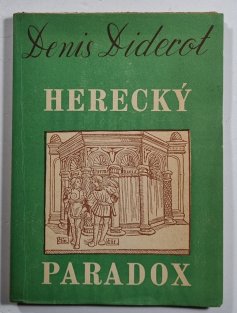 Denis Diderot
HERECKÝ
PARADOX